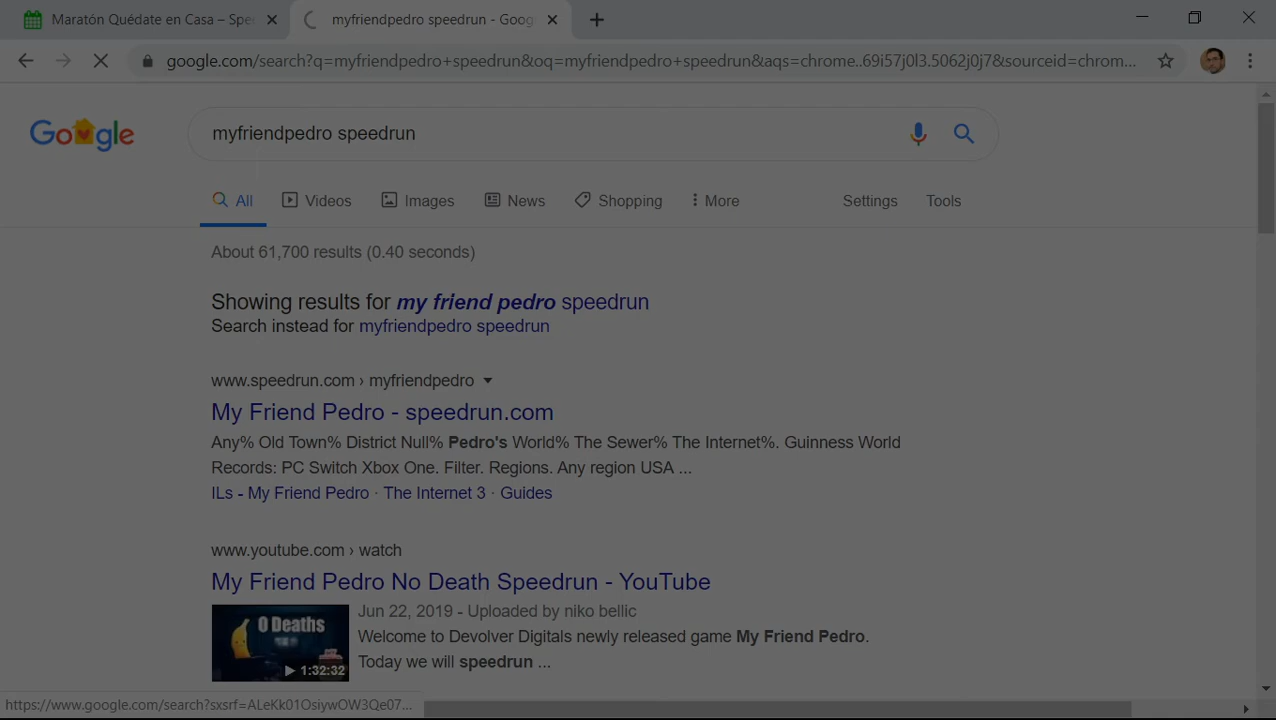 Maratón Quédate en Casa – Spe
myfriendpedro speedrun - Goog
google.com/search?q=myfriendpedro+speedrun&oq=myfriendpedro+speedrun&aqs=chrome..69i57j0l3.5062j0j7&sourceid=chrom...
Google
myfriendpedro speedrun
All Videos Images News Shopping More Settings Tools
About 61,700 results (0.40 seconds)
Showing results for my friend pedro speedrun
Search instead for myfriendpedro speedrun
www.speedrun.com › myfriendpedro
My Friend Pedro - speedrun.com
Any% Old Town% District Null% Pedro's World% The Sewer% The Internet%. Guinness World
Records: PC Switch Xbox One. Filter. Regions. Any region USA ...
ILs - My Friend Pedro · The Internet 3 · Guides
www.youtube.com › watch
My Friend Pedro No Death Speedrun - YouTube
0 Deaths
1:32:32
Jun 22, 2019 - Uploaded by niko bellic
Welcome to Devolver Digitals newly released game My Friend Pedro.
Today we will speedrun ...
https://www.google.com/search?sxsrf=ALeKk01OsiywOW3Qe07...